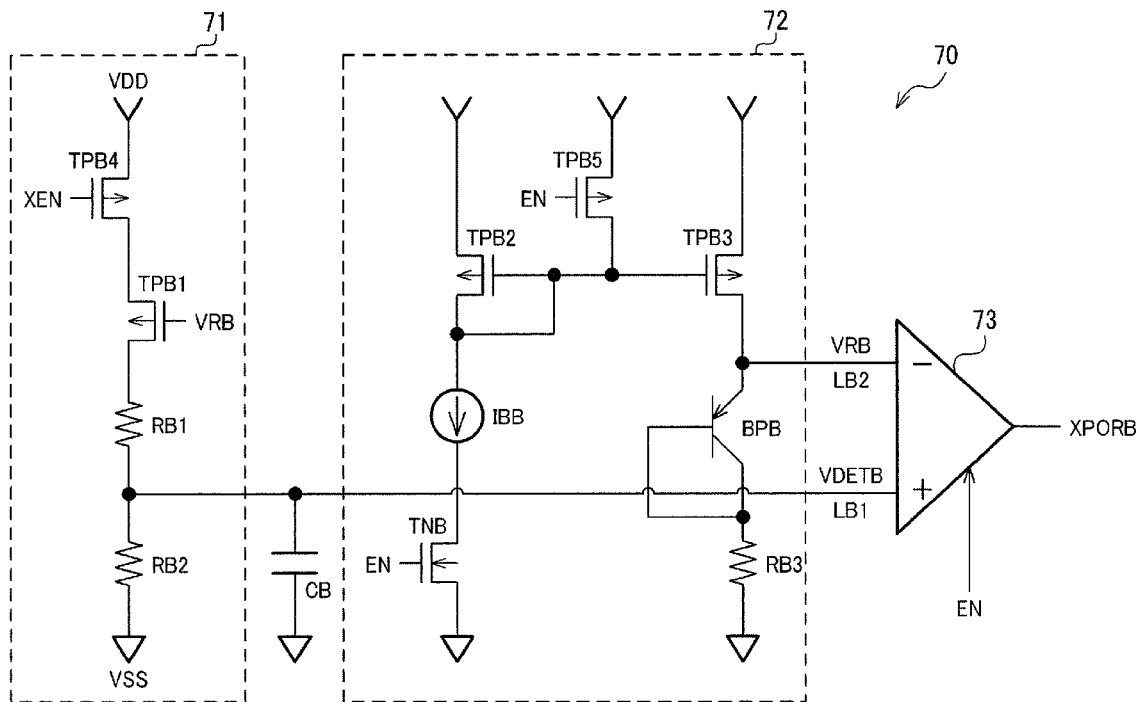 71
72
70
VDD
TPB4
XEN
TPB5
EN
TPB2
TPB3
TPB1
VRB
73
VRB
LB2
−
RB1
IBB
BPB
XPORB
VDETB
LB1
+
RB2
CB
TNB
EN
RB3
EN
VSS